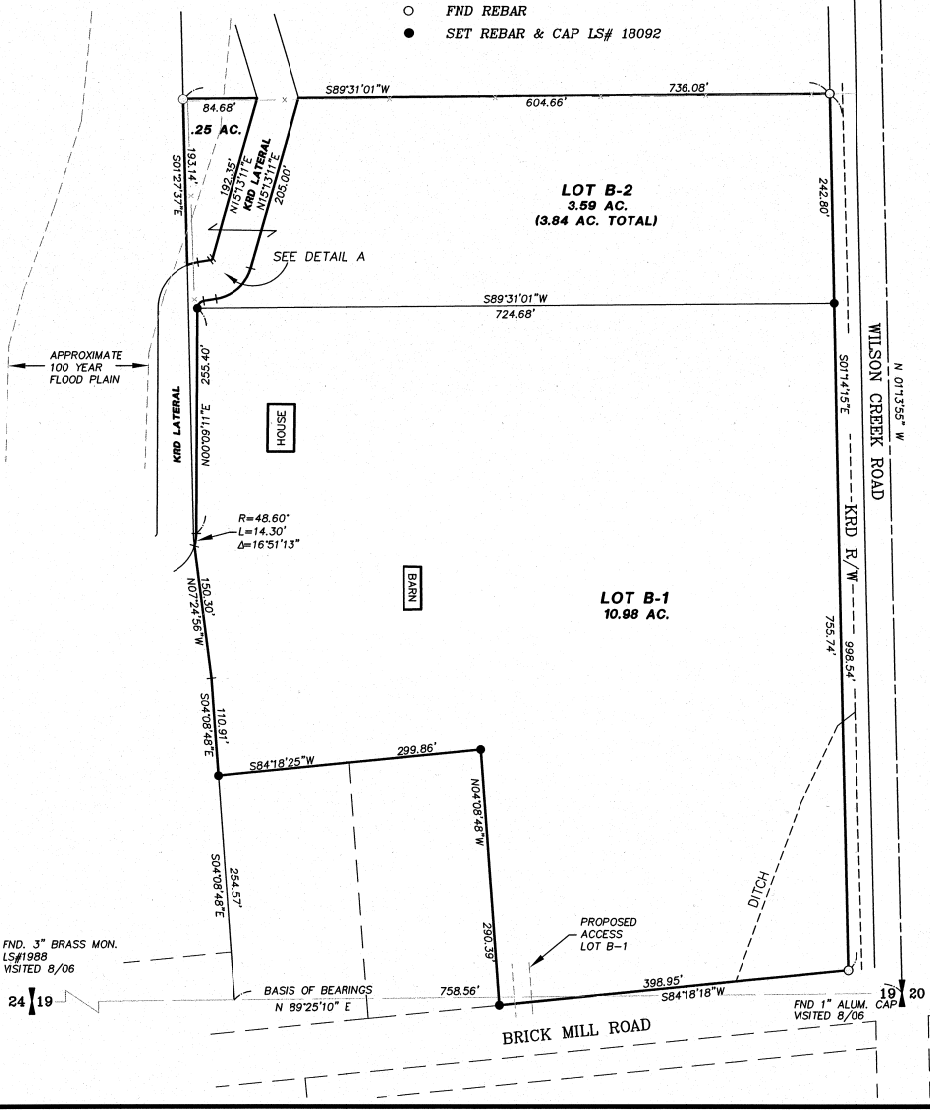 FND REBAR
SET REBAR & CAP LS# 18092
S89°31'01"W
736.08'
84.68'
604.66'
.25 AC.
S01°27'37"E
193.14'
192.35'
N15°13'11"E
KRD LATERAL
N15°13'11"E
205.00'
LOT B-2
3.59 AC.
(3.84 AC. TOTAL)
242.80'
SEE DETAIL A
S89°31'01"W
724.68'
APPROXIMATE
100 YEAR
FLOOD PLAIN
KRD LATERAL
255.40'
N00°09'11"E
HOUSE
S01°14'15"E
WILSON CREEK ROAD
N 01°13'55" W
KRD R/W
R=48.60'
L=14.30'
Δ=16°51'13"
BARN
LOT B-1
10.98 AC.
150.30'
N07°24'56"W
755.74'
998.54'
110.91'
S04°08'48"E
S84°18'25"W
299.86'
N04°08'48"W
290.39'
254.57'
S04°08'48"E
DITCH
PROPOSED
ACCESS
LOT B-1
FND. 3" BRASS MON.
LS#1988
VISITED 8/06
24 19
BASIS OF BEARINGS
N 89°25'10" E
758.56'
398.95'
S84°18'18"W
19 20
FND 1" ALUM. CAP
VISITED 8/06
BRICK MILL ROAD